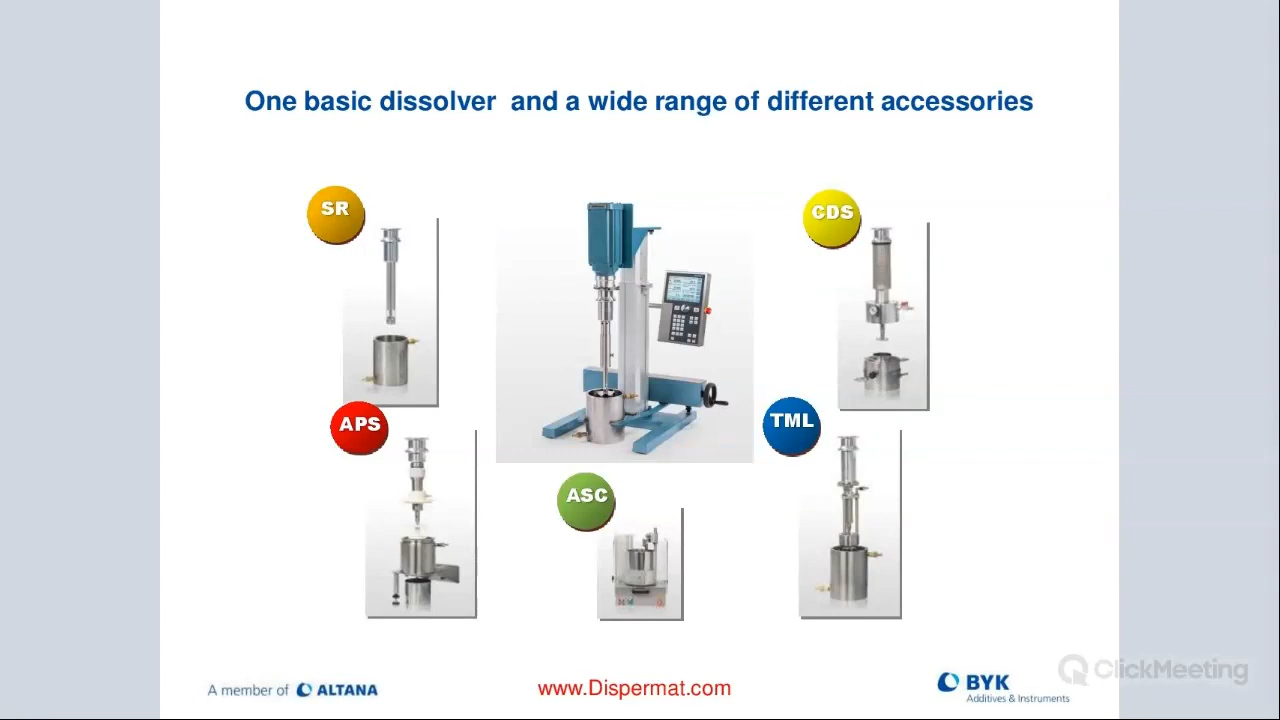 One basic dissolver and a wide range of different accessories
SR
CDS
APS
TML
ASC
A member of ALTANA
www.Dispermat.com
BYK
Additives & Instruments
ClickMeeting